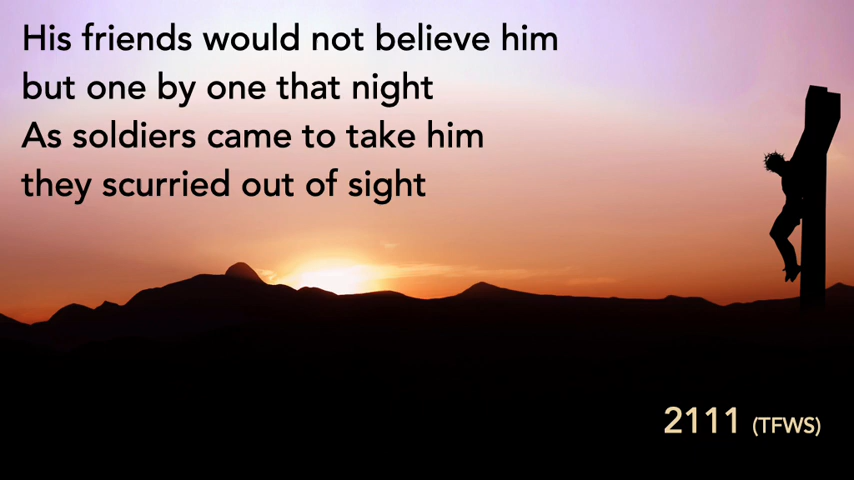 His friends would not believe him
but one by one that night
As soldiers came to take him
they scurried out of sight
2111 (TFWS)